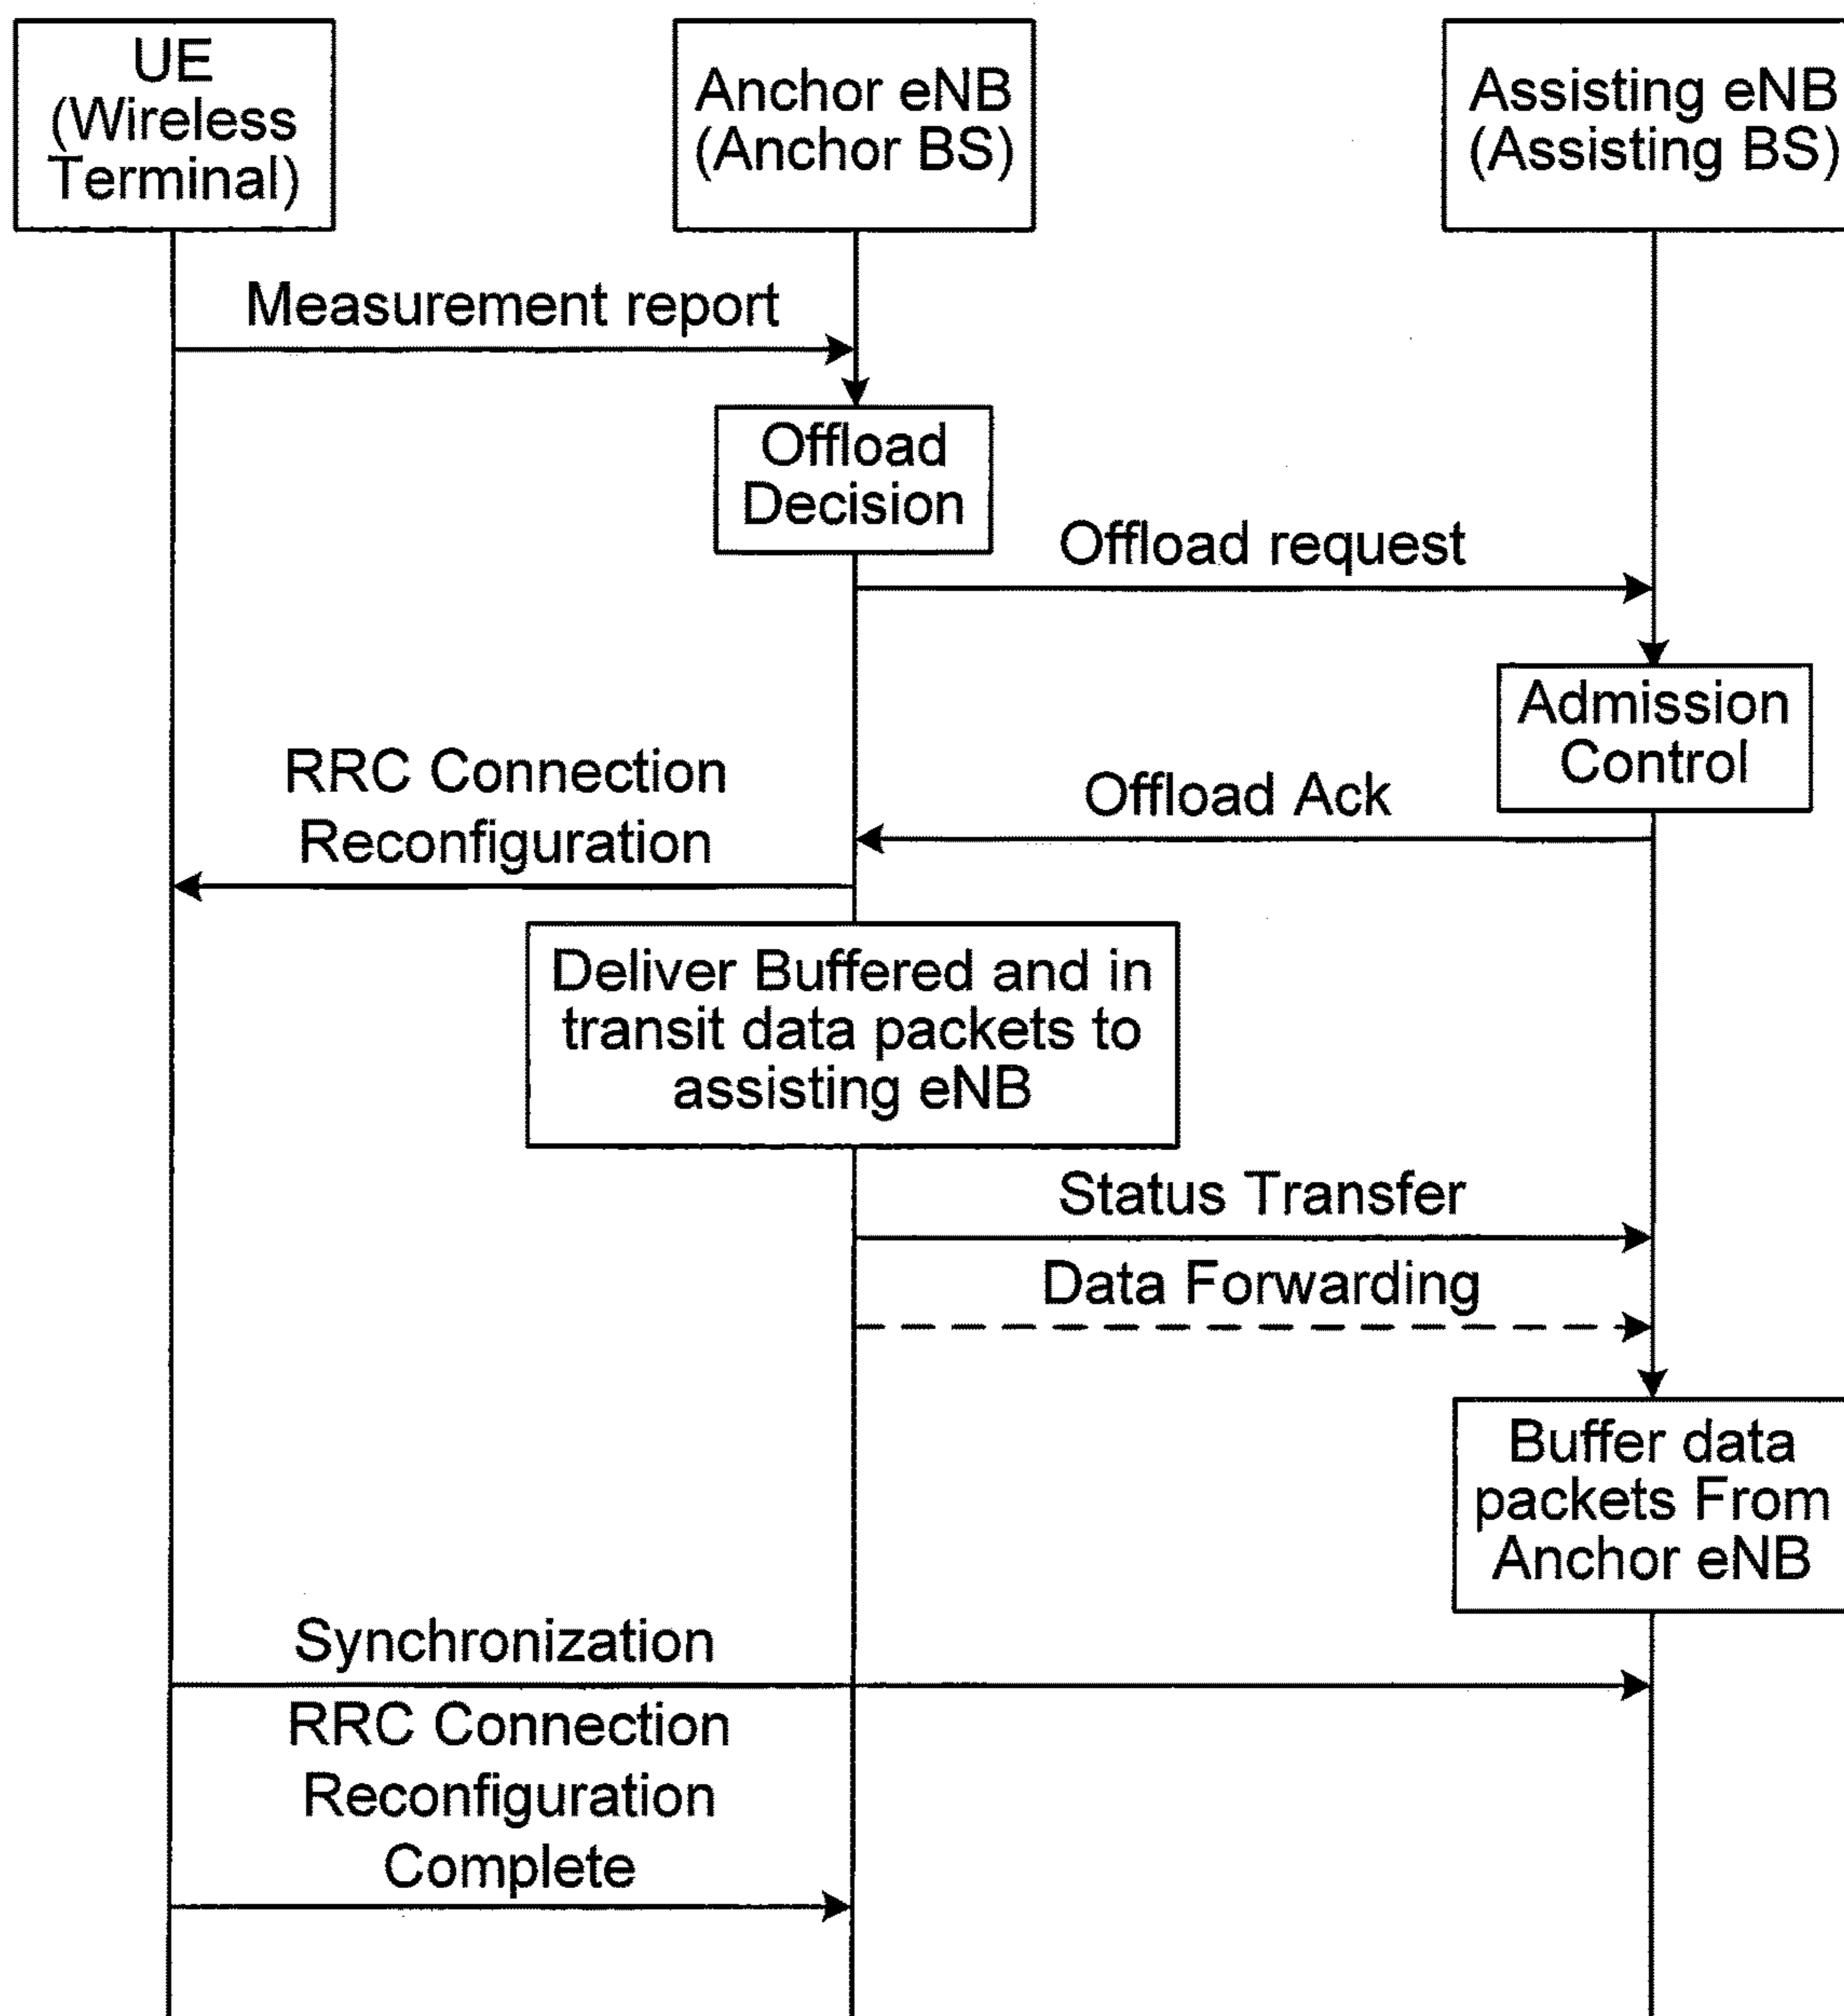 UE
(Wireless
Terminal)
Anchor eNB
(Anchor BS)
Assisting eNB
(Assisting BS)
Measurement report
Offload
Decision
Offload request
Admission
Control
RRC Connection
Reconfiguration
Offload Ack
Deliver Buffered and in
transit data packets to
assisting eNB
Status Transfer
Data Forwarding
Buffer data
packets From
Anchor eNB
Synchronization
RRC Connection
Reconfiguration
Complete